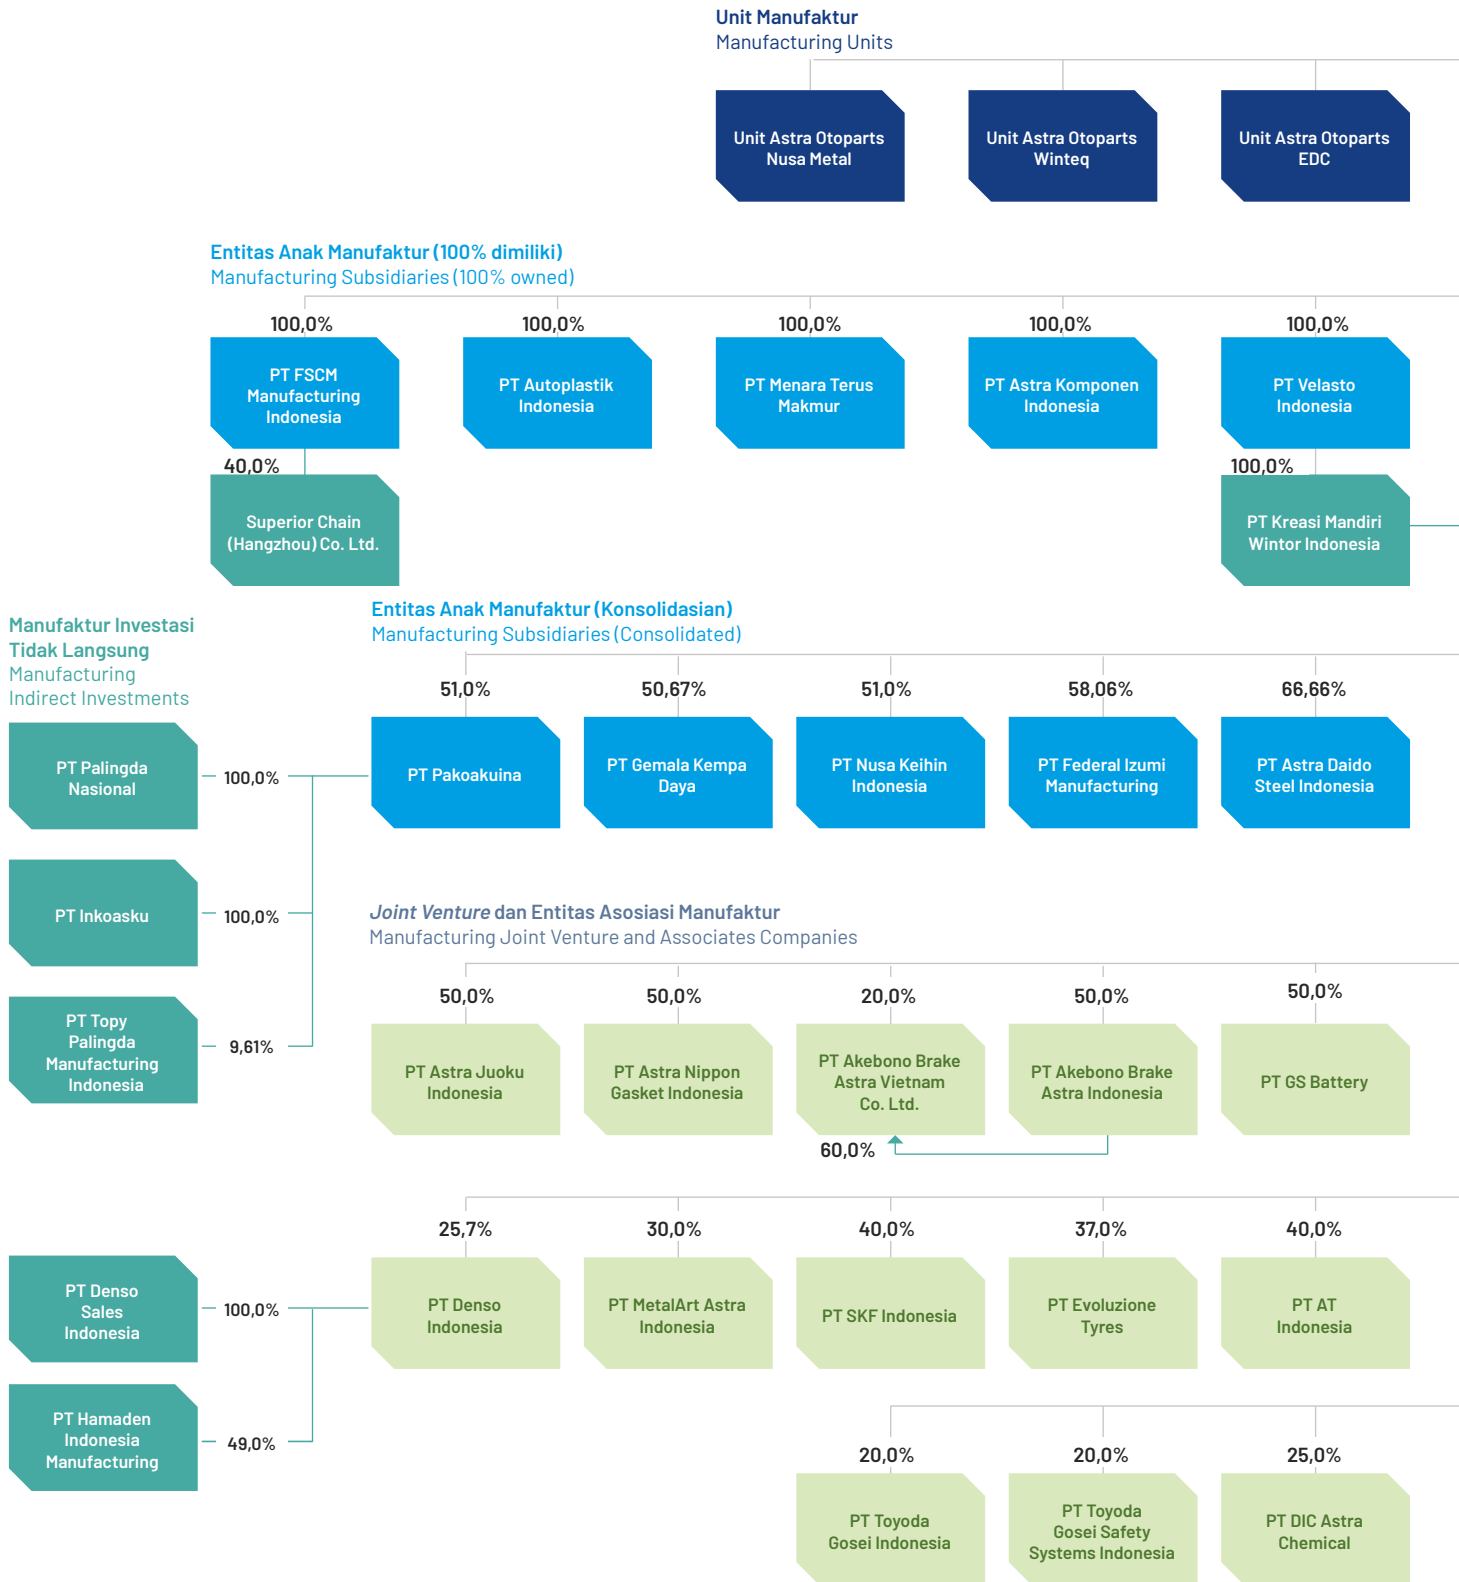 Unit Manufaktur
Manufacturing Units
Unit Astra Otoparts
Nusa Metal
Unit Astra Otoparts
Winteq
Unit Astra Otoparts
EDC
Entitas Anak Manufaktur (100% dimiliki)
Manufacturing Subsidiaries (100% owned)
100,0%
100,0%
100,0%
100,0%
100,0%
PT FSCM
Manufacturing
Indonesia
PT Autoplastik
Indonesia
PT Menara Terus
Makmur
PT Astra Komponen
Indonesia
PT Velasto
Indonesia
40,0%
100,0%
Superior Chain
(Hangzhou) Co. Ltd.
PT Kreasi Mandiri
Wintor Indonesia
Manufaktur Investasi
Tidak Langsung
Manufacturing
Indirect Investments
Entitas Anak Manufaktur (Konsolidasian)
Manufacturing Subsidiaries (Consolidated)
51,0%
50,67%
51,0%
58,06%
66,66%
PT Palingda
Nasional
100,0%
PT Pakoakuina
PT Gemala Kempa
Daya
PT Nusa Keihin
Indonesia
PT Federal Izumi
Manufacturing
PT Astra Daido
Steel Indonesia
PT Inkoasku
100,0%
PT Topy
Palingda
Manufacturing
Indonesia
9,61%
Joint Venture dan Entitas Asosiasi Manufaktur
Manufacturing Joint Venture and Associates Companies
50,0%
50,0%
20,0%
50,0%
50,0%
PT Astra Juoku
Indonesia
PT Astra Nippon
Gasket Indonesia
PT Akebono Brake
Astra Vietnam
Co. Ltd.
PT Akebono Brake
Astra Indonesia
PT GS Battery
60,0%
25,7%
30,0%
40,0%
37,0%
40,0%
PT Denso
Sales
Indonesia
100,0%
PT Denso
Indonesia
PT MetalArt Astra
Indonesia
PT SKF Indonesia
PT Evoluzione
Tyres
PT AT
Indonesia
PT Hamaden
Indonesia
Manufacturing
49,0%
20,0%
20,0%
25,0%
PT Toyoda
Gosei Indonesia
PT Toyoda
Gosei Safety
Systems Indonesia
PT DIC Astra
Chemical